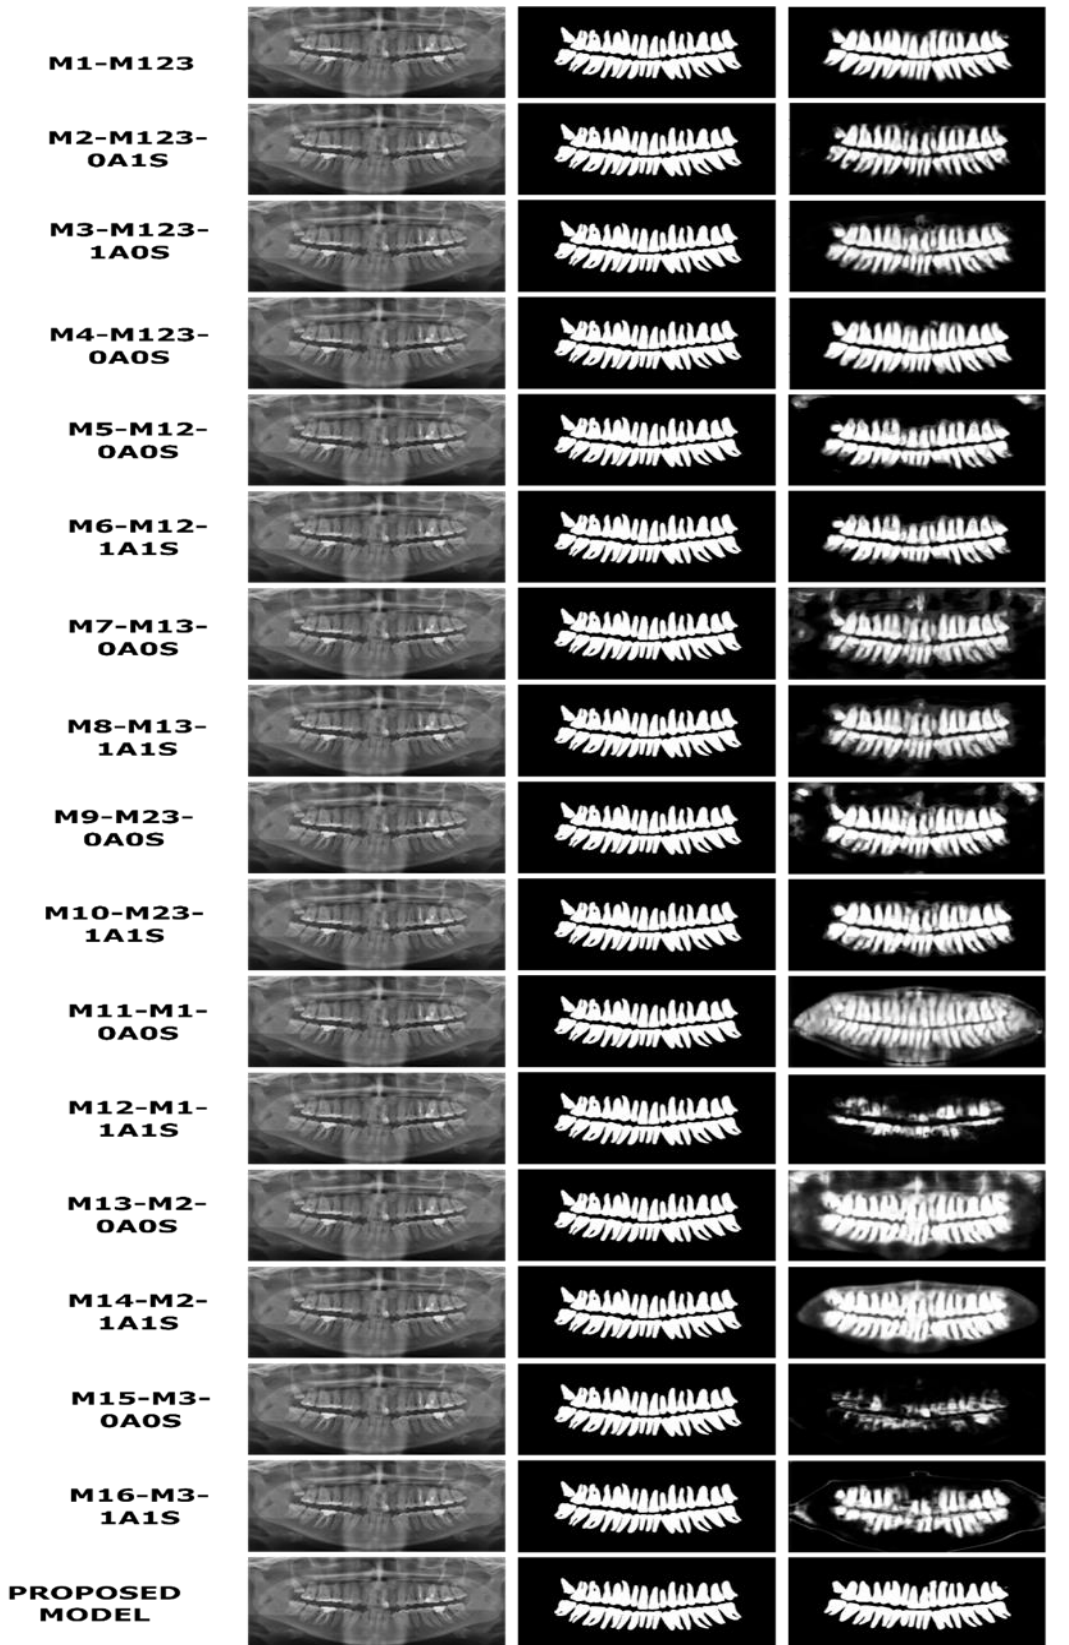 M1-M123
M2-M123-
0A1S
M3-M123-
1A0S
M4-M123-
0A0S
M5-M12-
0A0S
M6-M12-
1A1S
M7-M13-
0A0S
M8-M13-
1A1S
M9-M23-
0A0S
M10-M23-
1A1S
M11-M1-
0A0S
M12-M1-
1A1S
M13-M2-
0A0S
M14-M2-
1A1S
M15-M3-
0A0S
M16-M3-
1A1S
PROPOSED
MODEL